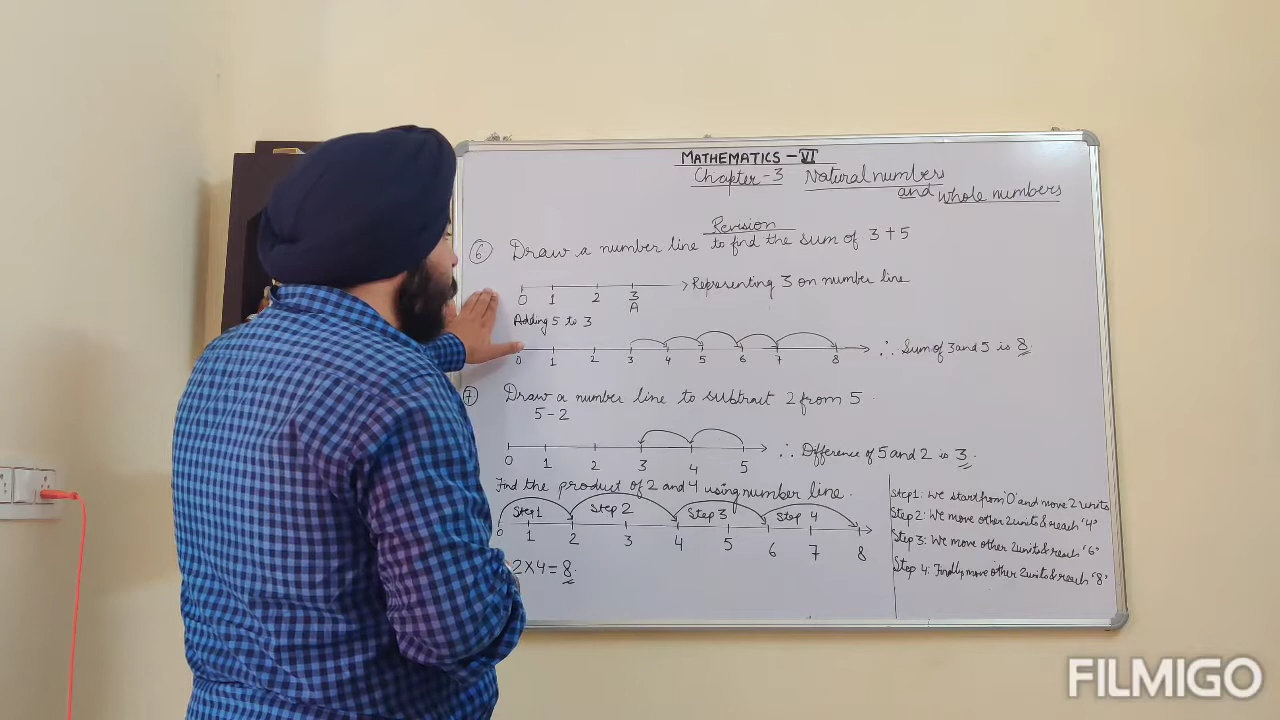 MATHEMATICS - VI
Chapter-3 Natural numbers
and whole numbers
Revision
6 Draw a number line to find the sum of 3+5
Representing 3 on number line
0 1 2 3
A
Adding 5 to 3
∴ Sum of 3 and 5 is 8.
0 1 2 3 4 5 6 7 8
7 Draw a number line to subtract 2 from 5.
5-2
∴ Difference of 5 and 2 is 3.
0 1 2 3 4 5
Find the product of 2 and 4 using number line.
Step 1 Step 2 Step 3 Step 4
0 1 2 3 4 5 6 7 8
2×4=8.
Step1: We start from '0' and move 2 units
Step 2: We move other 2 units & reach '4'
Step 3: We move other 2 units & reach '6'
Step 4: Finally move other 2 units & reach '8'
FILMIGO